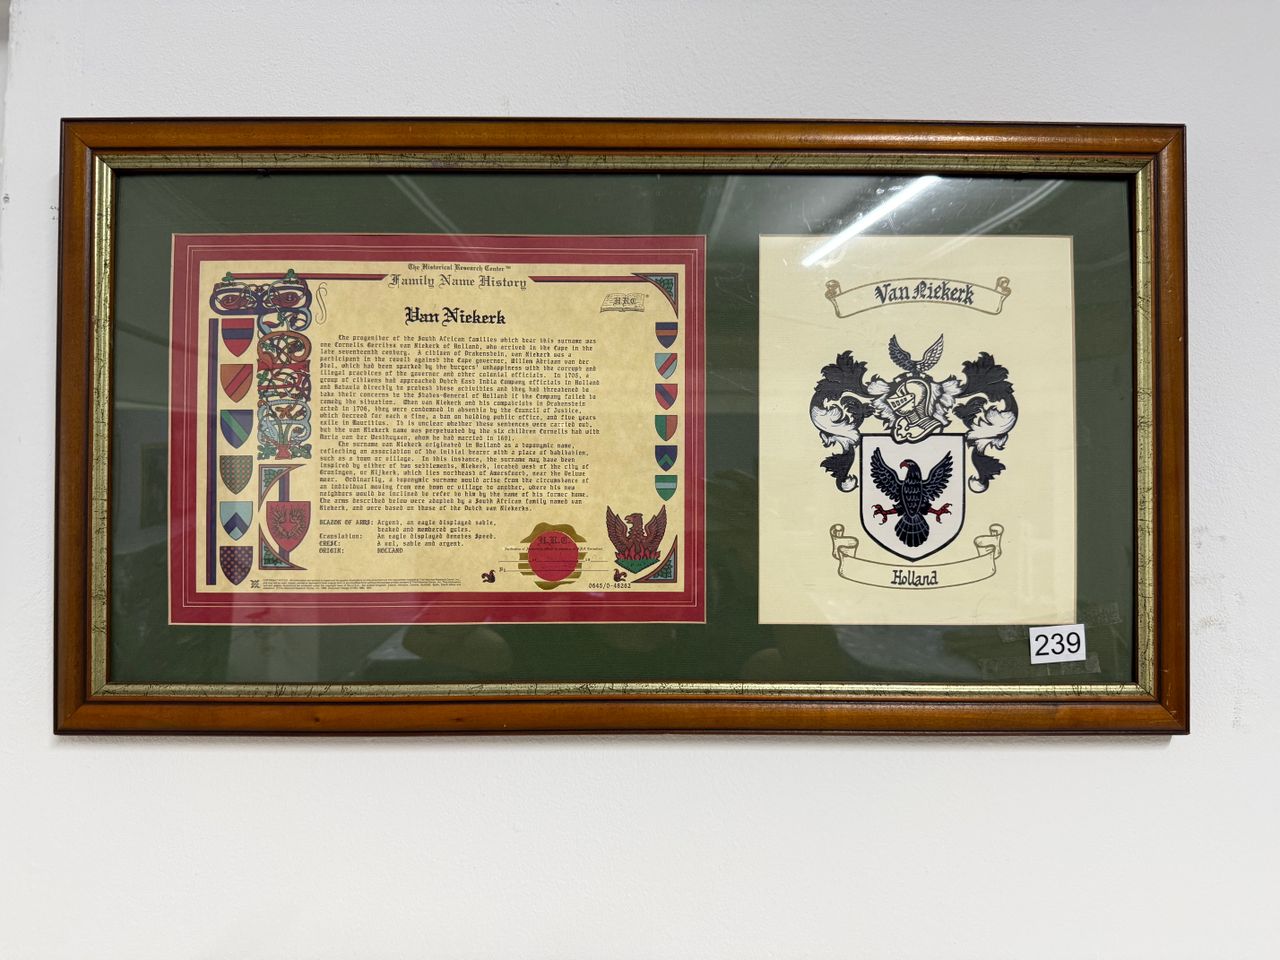 The Historical Research Center™
Family Name History
H.R.C.
Van Niekerk
The progenitor of the South African families which bear this surname was
one Cornelis Gerritsz van Niekerk of Holland, who arrived in the Cape in the
late seventeenth century. A citizen of Drakenstein, van Niekerk was a
participant in the revolt against the Cape governor, Willem Adriaan van der
Stel, which had been sparked by the burgers' unhappiness with the corrupt and
illegal practices of the governor and other colonial officials. In 1705, a
group of citizens had approached Dutch East India Company officials in Holland
and Batavia directly to protest these activities and they had threatened to
take their concerns to the States-General of Holland if the Company failed to
remedy the situation. When van Niekerk and his compatriots in Drakenstein
acted in 1706, they were condemned in absentia by the Council of Justice,
which decreed for each a fine, a ban on holding public office, and five years
exile in Mauritius. It is unclear whether these sentences were carried out,
but the van Niekerk name was perpetuated by the six children Cornelis had with
Maria van der Westhuyzen, whom he had married in 1691.
The surname van Niekerk originated in Holland as a toponymic name,
reflecting an association of the initial bearer with a place of habitation,
such as a town or village. In this instance, the surname may have been
inspired by either of two settlements, Niekerk, located west of the city of
Groningen, or Nijkerk, which lies northeast of Amersfoort, near the Veluwe
meer. Ordinarily, a toponymic surname would arise from the circumstance of
an individual moving from one town or village to another, where his new
neighbors would be inclined to refer to him by the name of his former home.
The arms described below were adopted by a South African family named van
Niekerk, and were based on those of the Dutch van Niekerks.
BLAZON OF ARMS: Argent, an eagle displayed sable,
beaked and membered gules.
Translation: An eagle displayed denotes Speed.
CREST: A vol, sable and argent.
ORIGIN: HOLLAND
H.R.C.
0645/0-48262
Van Niekerk
Holland
239